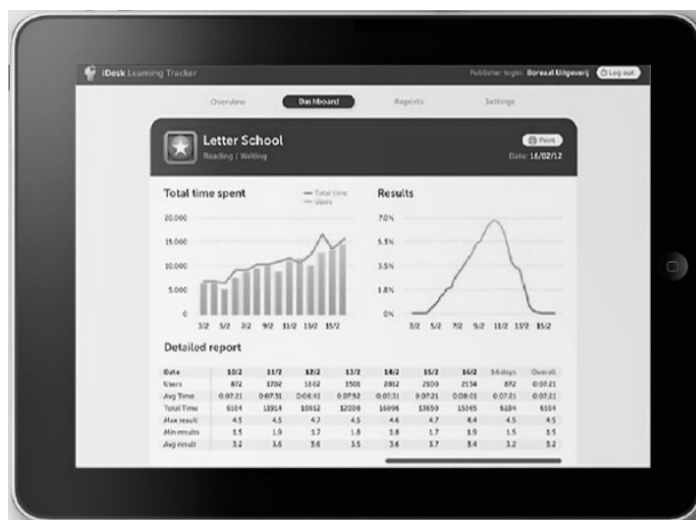 iDesk Learning Tracker
Publisher login: Boreaal Uitgeverij Log out
Overview Dashboard Reports Settings
Letter School Print
Reading / Writing Date: 16/02/12
Total time spent Total time Results
Users
20.000 7.0%
15.000 5.3%
10.000 3.5%
5.000 1.8%
0 0%
3/2 5/2 7/2 9/2 11/2 13/2 15/2 3/2 5/2 7/2 9/2 11/2 13/2 15/2
Detailed report
Date 10/2 11/2 12/2 13/2 14/2 15/2 16/2 14 days Overall
Users 872 1702 1508 2012 2100 2134 872 0:07:21
Avg Time 0:07:21 0:07:31 0:06:41 0:07:52 0:07:31 0:07:21 0:08:01 0:07:21 0:07:21
Total Time 6104 12008 16096 13650 15365 6104 6104
Max result 4.5 4.5 4.7 4.5 4.6 4.7 4.4 4.5 4.5
Min results 1.5 1.9 1.7 1.8 1.7 1.9 1.5 1.5
Avg result 3.2 3.6 3.6 3.5 3.6 3.7 3.4 3.2 3.2